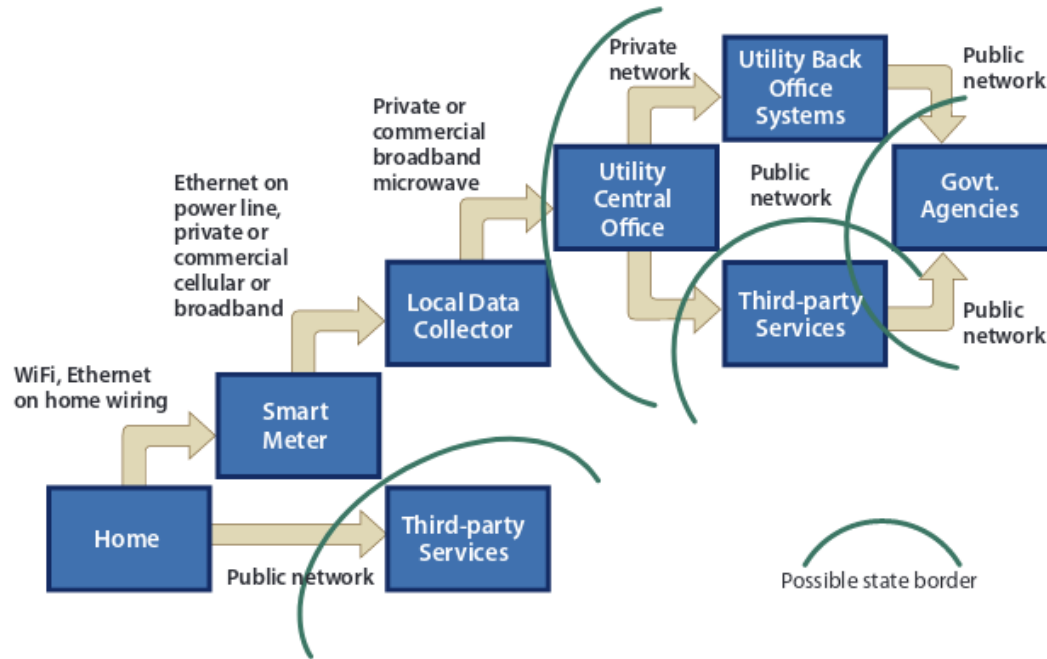 Private
network
Utility Back
Office
Systems
Public
network
Private or
commercial
broadband
microwave
Utility
Central
Office
Public
network
Govt.
Agencies
Ethernet on
power line,
private or
commercial
cellular or
broadband
Local Data
Collector
Third-party
Services
Public
network
WiFi, Ethernet
on home wiring
Smart
Meter
Home
Public network
Third-party
Services
Possible state border